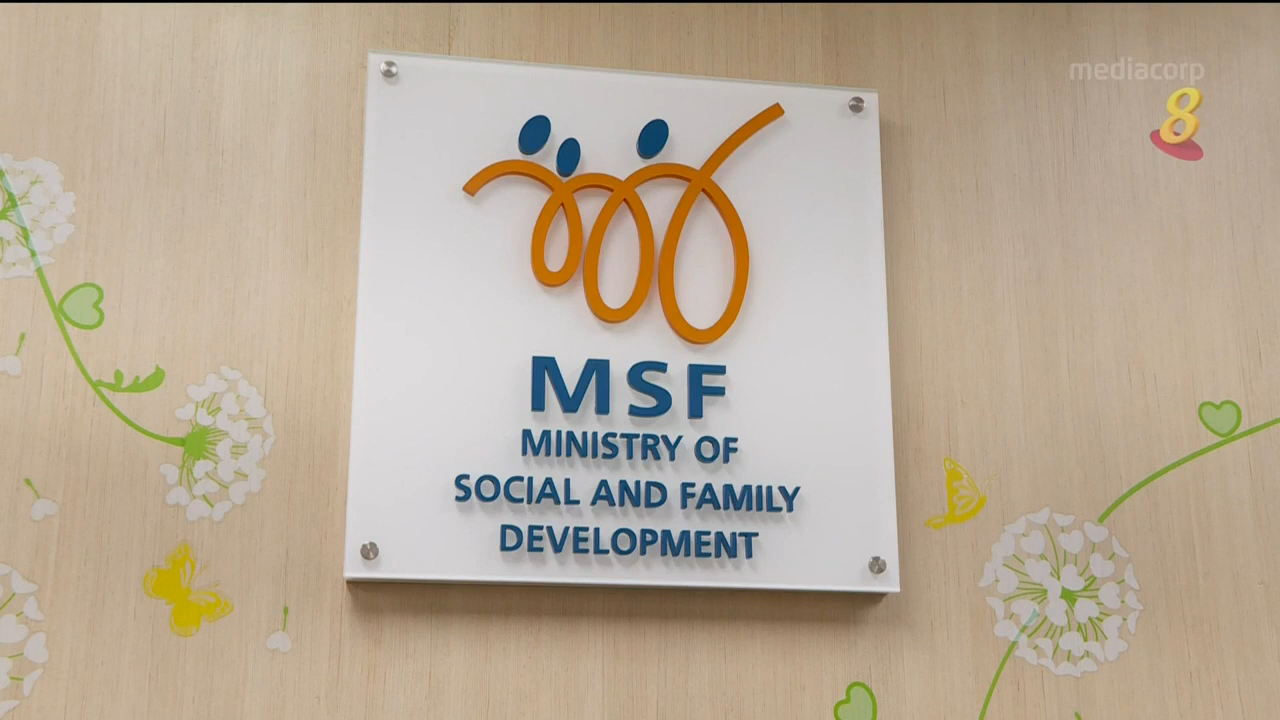 mediacorp
8
MSF
MINISTRY OF
SOCIAL AND FAMILY
DEVELOPMENT